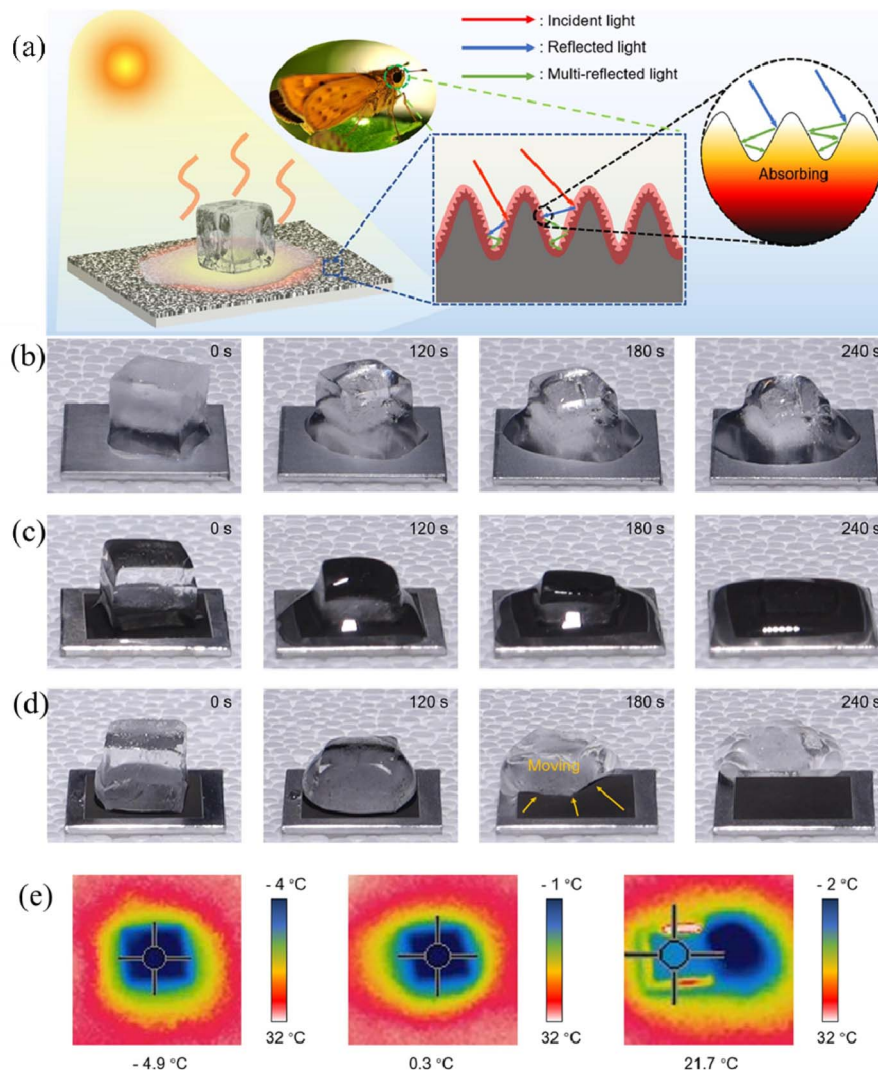 (a)
: Incident light
: Reflected light
: Multi-reflected light
Absorbing
(b)
0 s
120 s
180 s
240 s
(c)
0 s
120 s
180 s
240 s
(d)
0 s
120 s
180 s
240 s
Moving
(e)
- 4 °C
- 1 °C
- 2 °C
32 °C
32 °C
32 °C
- 4.9 °C
0.3 °C
21.7 °C